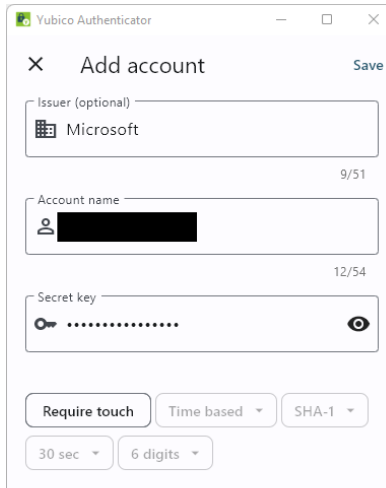 Yubico Authenticator
Add account Save
Issuer (optional)
Microsoft
9/51
Account name
12/54
Secret key
••••••••••••••••
Require touch Time based SHA-1
30 sec 6 digits